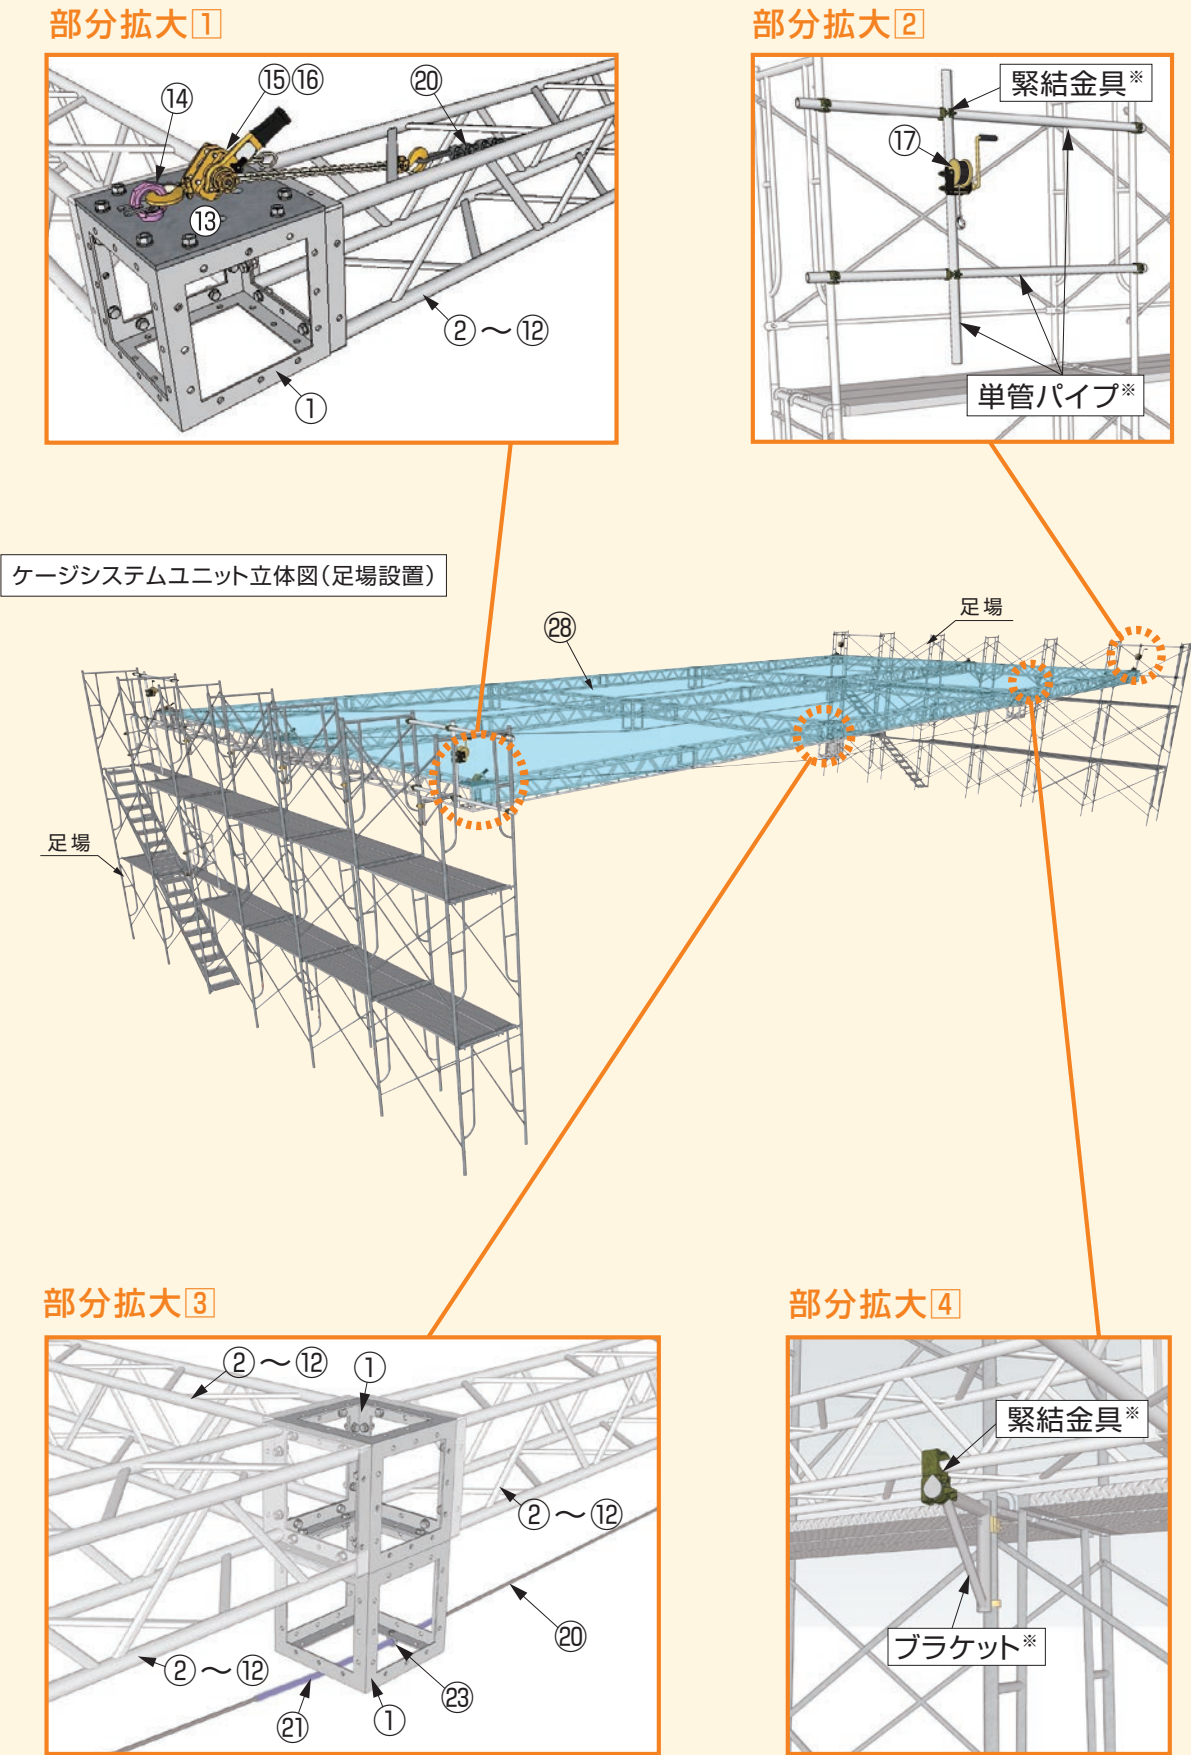 部分拡大1
部分拡大2
⑭
⑮⑯
⑳
⑬
②〜⑫
①
緊結金具※
⑰
単管パイプ※
ケージシステムユニット立体図(足場設置)
㉘
足場
足場
部分拡大3
部分拡大4
②〜⑫
①
②〜⑫
⑳
②〜⑫
㉓
㉑
①
緊結金具※
ブラケット※